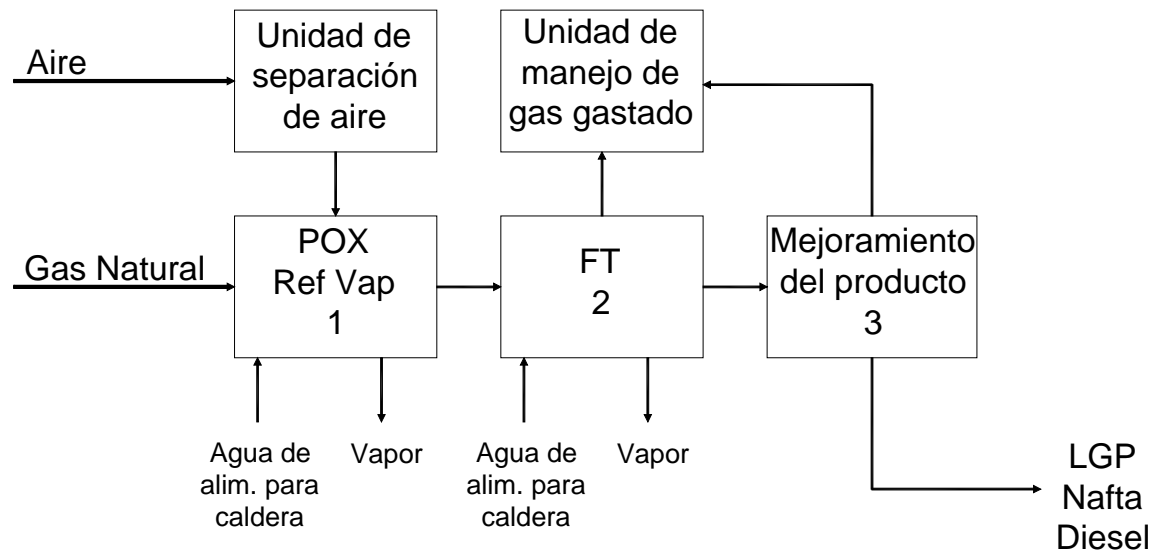 Aire
Unidad de
separación
de aire
Unidad de
manejo de
gas gastado
Gas Natural
POX
Ref Vap
1
FT
2
Mejoramiento
del producto
3
Agua de
alim. para
caldera
Vapor
Agua de
alim. para
caldera
Vapor
LGP
Nafta
Diesel